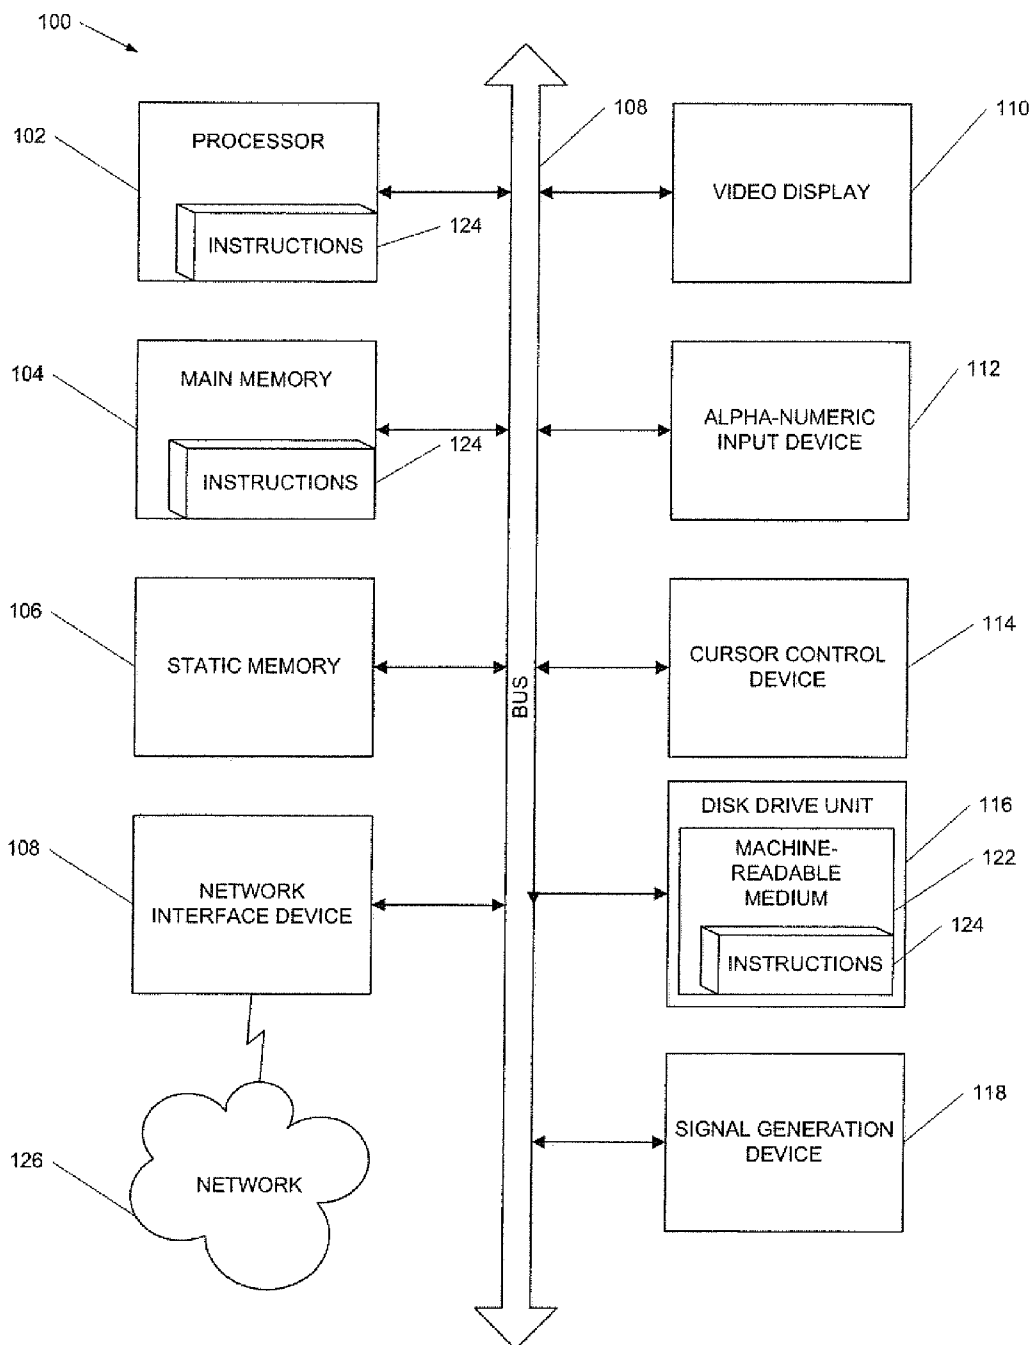 100
102
PROCESSOR
INSTRUCTIONS
124
108
VIDEO DISPLAY
110
104
MAIN MEMORY
INSTRUCTIONS
124
ALPHA-NUMERIC
INPUT DEVICE
112
106
STATIC MEMORY
BUS
CURSOR CONTROL
DEVICE
114
108
NETWORK
INTERFACE DEVICE
DISK DRIVE UNIT
116
MACHINE-
READABLE
MEDIUM
122
INSTRUCTIONS
124
126
NETWORK
SIGNAL GENERATION
DEVICE
118